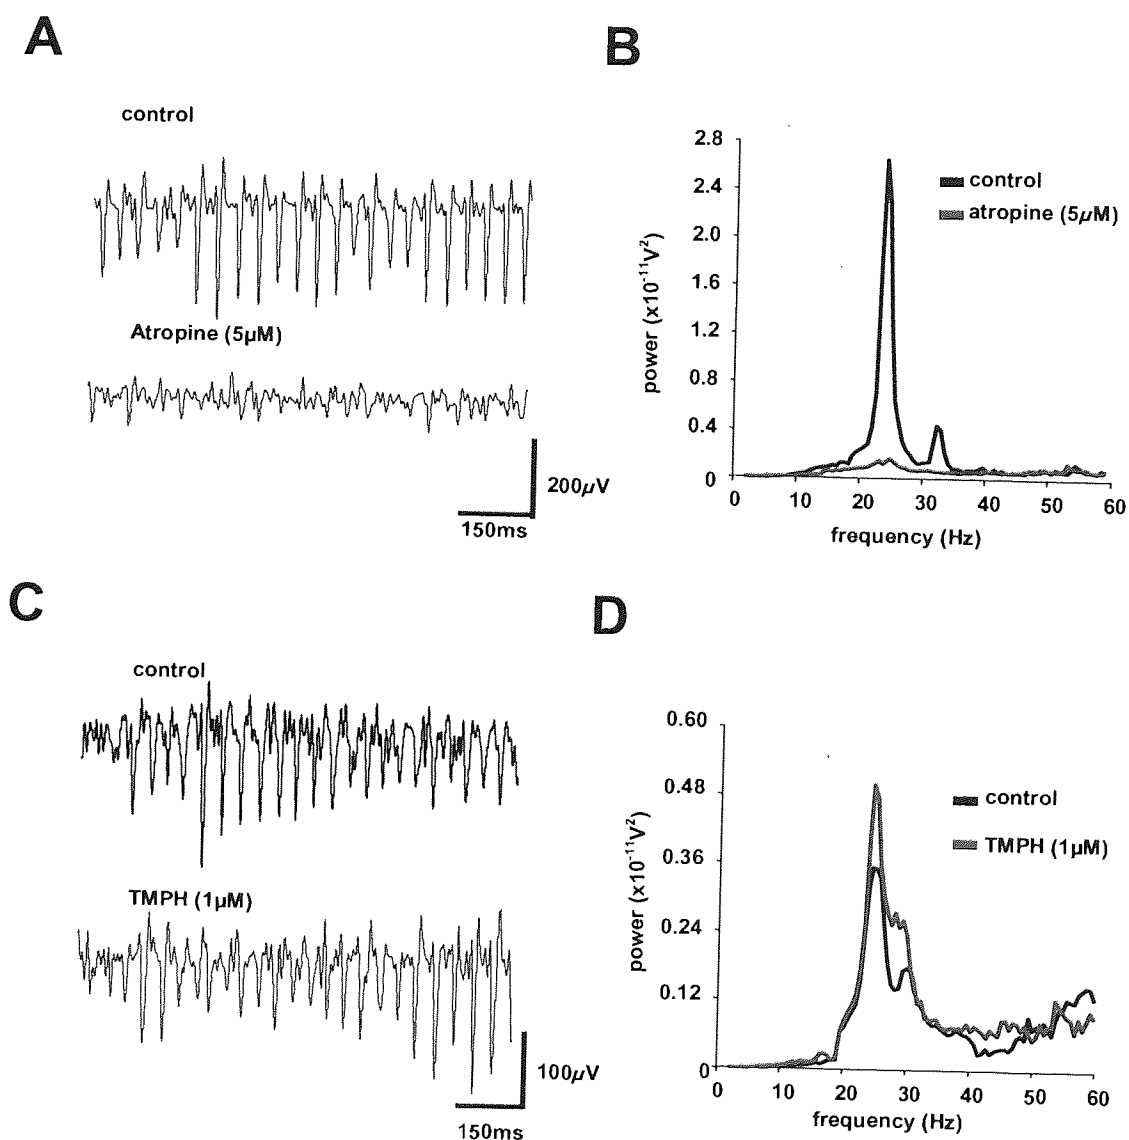 A
control
Atropine (5µM)
200µV
150ms
B
2.8
2.4
2.0
1.6
1.2
0.8
0.4
0
power (x10⁻¹¹V²)
control
atropine (5µM)
0 10 20 30 40 50 60
frequency (Hz)
C
control
TMPH (1µM)
100µV
150ms
D
0.60
0.48
0.36
0.24
0.12
0
power (x10⁻¹¹V²)
control
TMPH (1µM)
0 10 20 30 40 50 60
frequency (Hz)